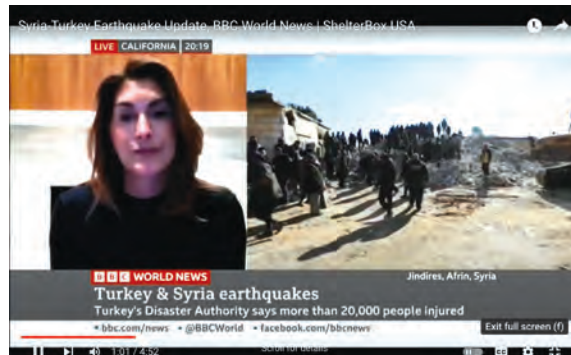 Syria-Turkey Earthquake Update, BBC World News | ShelterBox USA
LIVE CALIFORNIA 20:19
BBC WORLD NEWS
Jindires, Afrin, Syria
Turkey & Syria earthquakes
Turkey's Disaster Authority says more than 20,000 people injured
• bbc.com/news • @BBCWorld • facebook.com/bbcnews
Exit full screen (f)
1:01 / 4:52
Scroll for details
CC